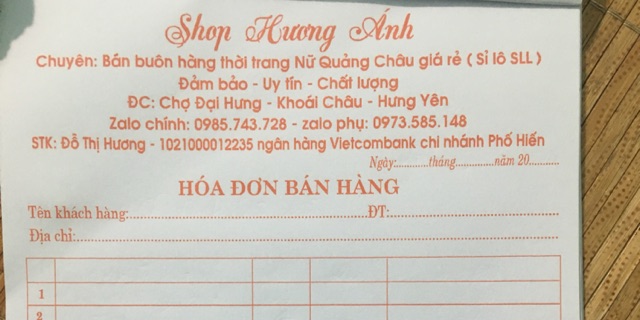 Shop Hương Ánh
Chuyên: Bán buôn hàng thời trang Nữ Quảng Châu giá rẻ ( Sỉ lô SLL )
Đảm bảo - Uy tín - Chất lượng
ĐC: Chợ Đại Hưng - Khoái Châu - Hưng Yên
Zalo chính: 0985.743.728 - zalo phụ: 0973.585.148
STK: Đỗ Thị Hương - 1021000012235 ngân hàng Vietcombank chi nhánh Phố Hiến
Ngày:............tháng............năm 20.........
HÓA ĐƠN BÁN HÀNG
Tên khách hàng:..........................................ĐT:............................
Địa chỉ:..........................................................................
1
2